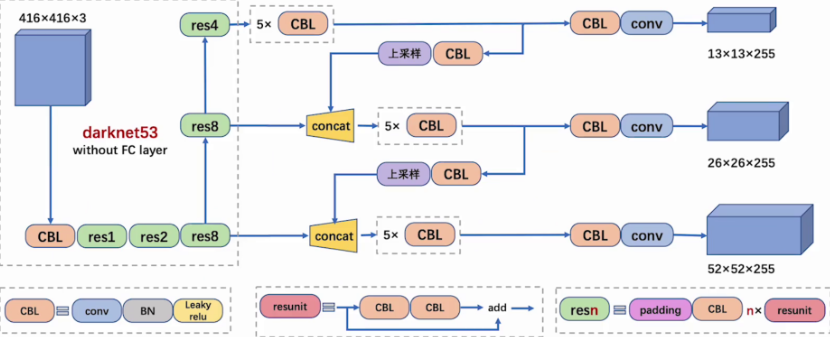 416×416×3
res4
5×
CBL
CBL
conv
13×13×255
上采样
CBL
darknet53
without FC layer
res8
concat
5×
CBL
CBL
conv
26×26×255
上采样
CBL
CBL
res1
res2
res8
concat
5×
CBL
CBL
conv
52×52×255
CBL
=
conv
BN
Leaky
relu
resunit
=
CBL
CBL
add
resn
=
padding
CBL
n×
resunit